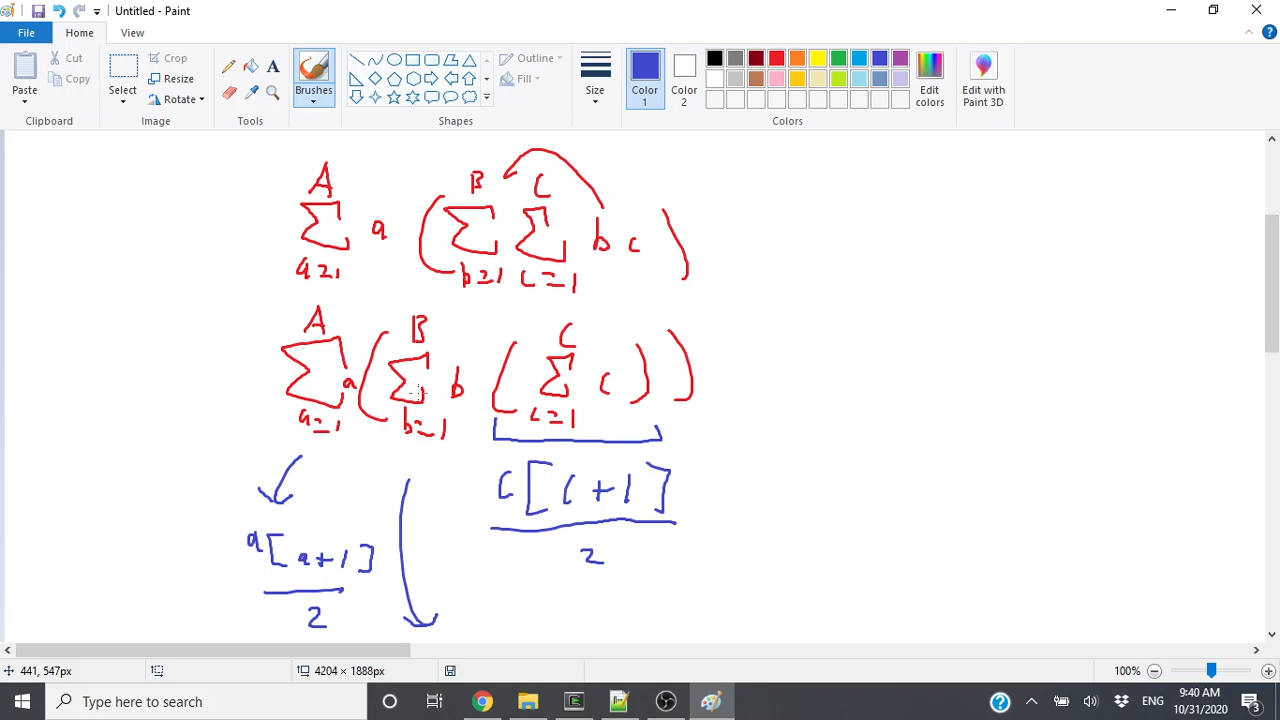 Untitled - Paint
File Home View
Paste Cut Copy Clipboard
Select Crop Resize Rotate Image
A Tools
Brushes
Outline Fill Shapes
Size
Color 1 Color 2 Edit colors Colors
Edit with Paint 3D
A B C
Σ a ( Σ Σ b c )
a=1 b=1 c=1
A B C
Σ a ( Σ b ( Σ c ) )
a=1 b=1 c=1
C[C+1]
2
a[a+1]
2
441, 547px 4204 × 1888px 100%
Type here to search
ENG 9:40 AM 10/31/2020 3